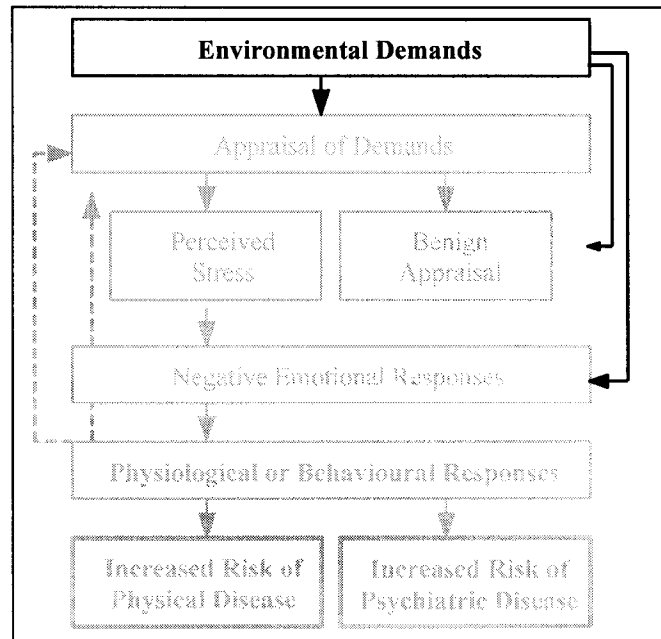 Environmental Demands
Appraisal of Demands
Perceived
Stress
Benign
Appraisal
Negative Emotional Responses
Physiological or Behavioural Responses
Increased Risk of
Physical Disease
Increased Risk of
Psychiatric Disease